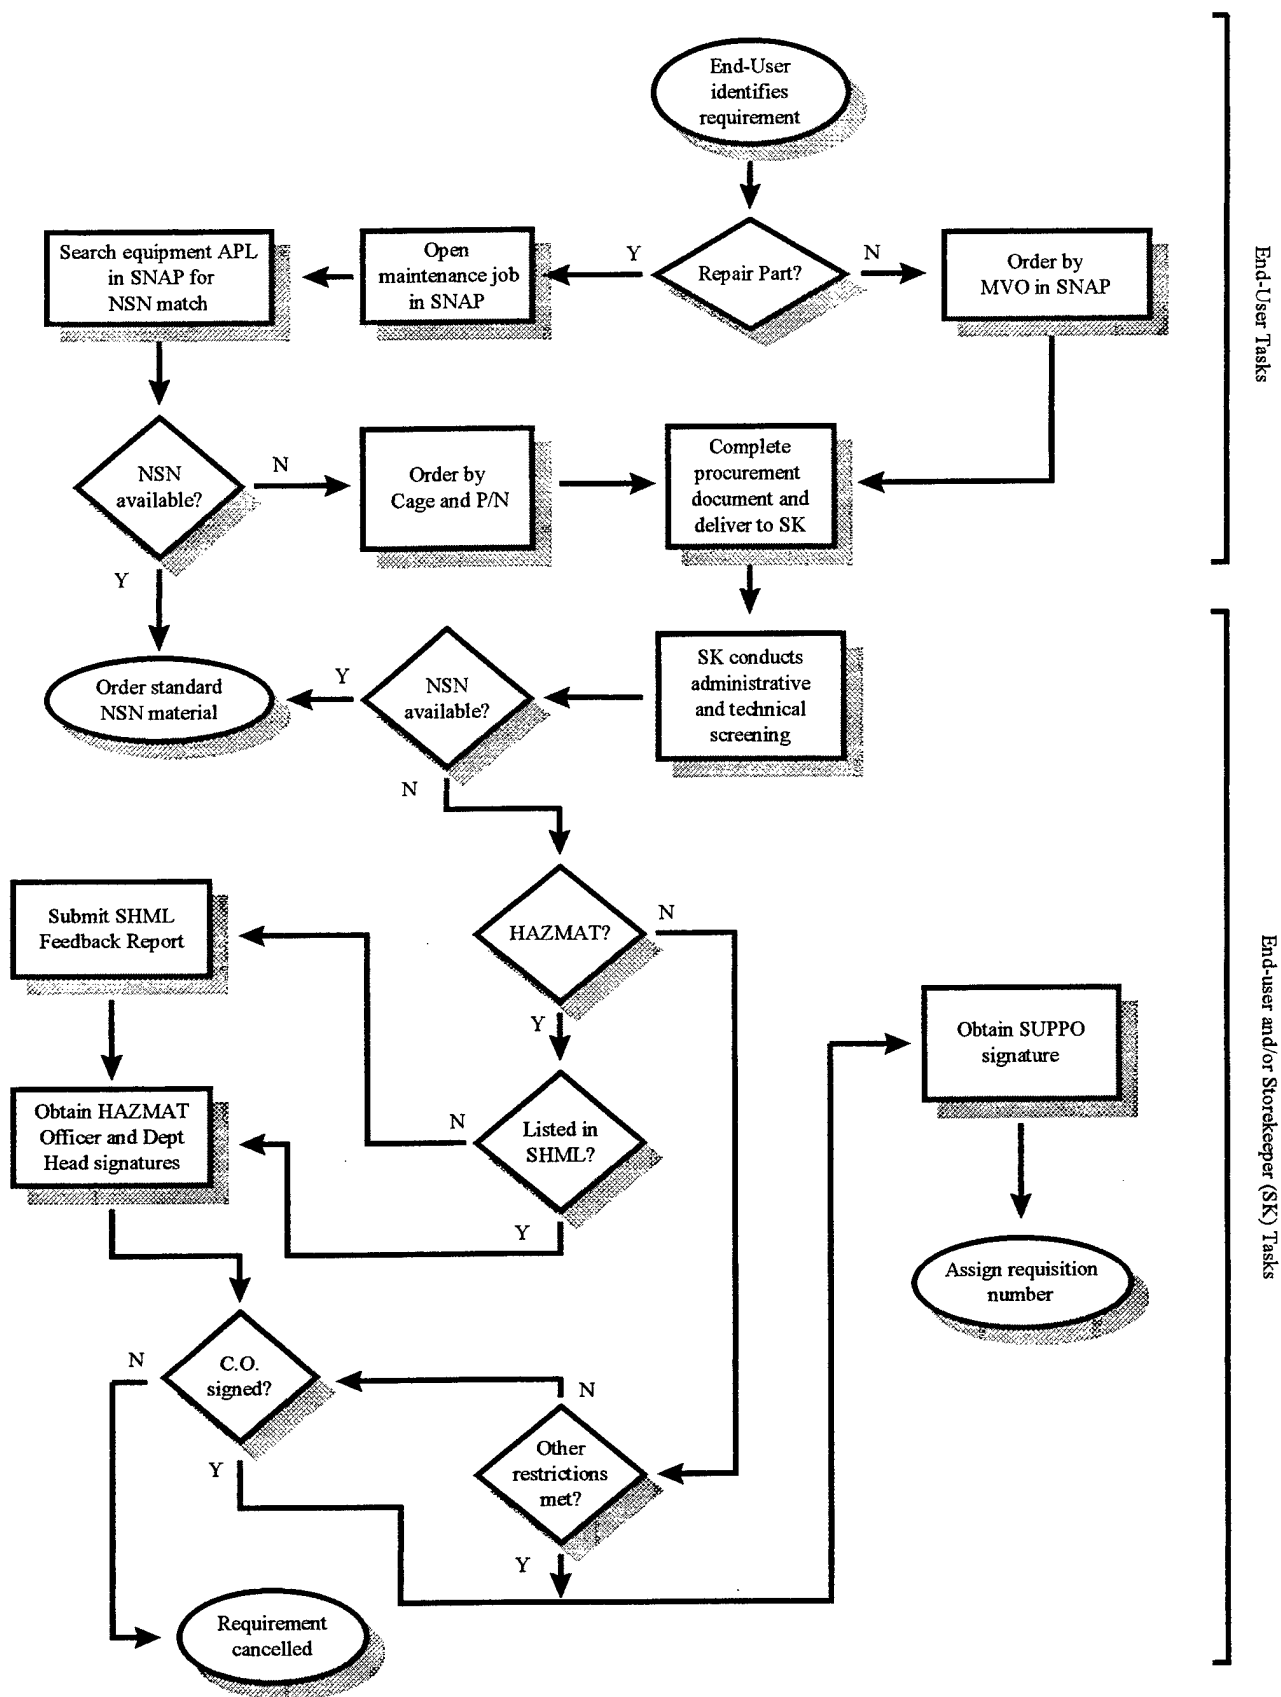 End-User
identifies
requirement
End-User Tasks
Search equipment APL
in SNAP for
NSN match
Open
maintenance job
in SNAP
Y
Repair Part?
N
Order by
MVO in SNAP
NSN
available?
N
Y
Order by
Cage and P/N
Complete
procurement
document and
deliver to SK
Order standard
NSN material
Y
NSN
available?
N
SK conducts
administrative
and technical
screening
End-user and/or Storekeeper (SK) Tasks
Submit SHML
Feedback Report
HAZMAT?
N
Y
Obtain SUPPO
signature
Obtain HAZMAT
Officer and Dept
Head signatures
N
Listed in
SHML?
Y
Assign requisition
number
N
C.O.
signed?
Y
N
Other
restrictions
met?
Y
Requirement
cancelled